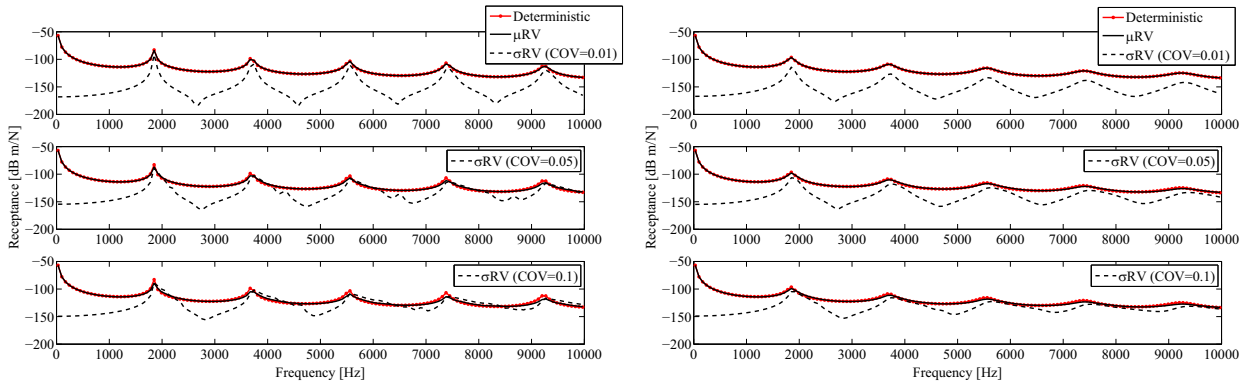 Deterministic
μRV
σRV (COV=0.01)
−50
−100
−150
−200
0 1000 2000 3000 4000 5000 6000 7000 8000 9000 10000
σRV (COV=0.05)
−50
−100
−150
−200
0 1000 2000 3000 4000 5000 6000 7000 8000 9000 10000
Receptance [dB m/N]
σRV (COV=0.1)
−50
−100
−150
−200
0 1000 2000 3000 4000 5000 6000 7000 8000 9000 10000
Frequency [Hz]
Deterministic
μRV
σRV (COV=0.01)
−50
−100
−150
−200
0 1000 2000 3000 4000 5000 6000 7000 8000 9000 10000
σRV (COV=0.05)
−50
−100
−150
−200
0 1000 2000 3000 4000 5000 6000 7000 8000 9000 10000
Receptance [dB m/N]
σRV (COV=0.1)
−50
−100
−150
−200
0 1000 2000 3000 4000 5000 6000 7000 8000 9000 10000
Frequency [Hz]